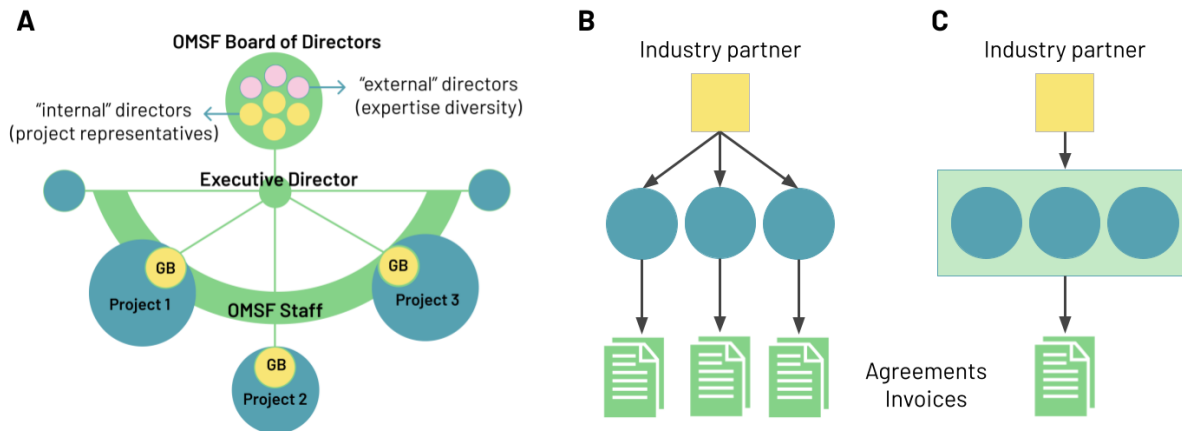 A
OMSF Board of Directors
“internal” directors
(project representatives)
“external” directors
(expertise diversity)
Executive Director
GB
Project 1
GB
Project 3
OMSF Staff
GB
Project 2
B
Industry partner
C
Industry partner
Agreements
Invoices